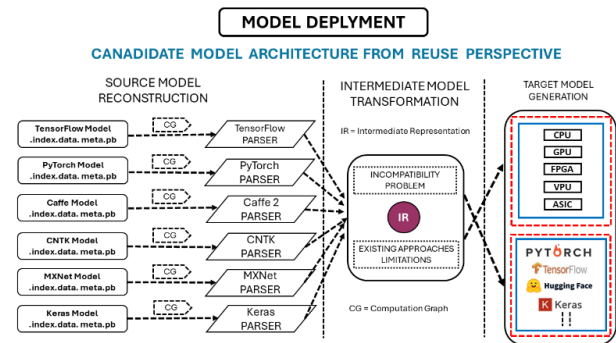 MODEL DEPLYMENT
CANADIDATE MODEL ARCHITECTURE FROM REUSE PERSPECTIVE
SOURCE MODEL
RECONSTRUCTION
INTERMEDIATE MODEL
TRANSFORMATION
TARGET MODEL
GENERATION
TensorFlow Model
.index.data. meta.pb
CG
TensorFlow
PARSER
PyTorch Model
.index.data. meta.pb
CG
PyTorch
PARSER
Caffe Model
.index.data. meta.pb
CG
Caffe 2
PARSER
CNTK Model
.index.data. meta.pb
CG
CNTK
PARSER
MXNet Model
.index.data. meta.pb
CG
MXNet
PARSER
Keras Model
.index.data. meta.pb
CG
Keras
PARSER
IR = Intermediate Representation
INCOMPATIBILITY
PROBLEM
IR
EXISTING APPROACHES
LIMITATIONS
CG = Computation Graph
CPU
GPU
FPGA
VPU
ASIC
PYTORCH
TensorFlow
Hugging Face
K Keras